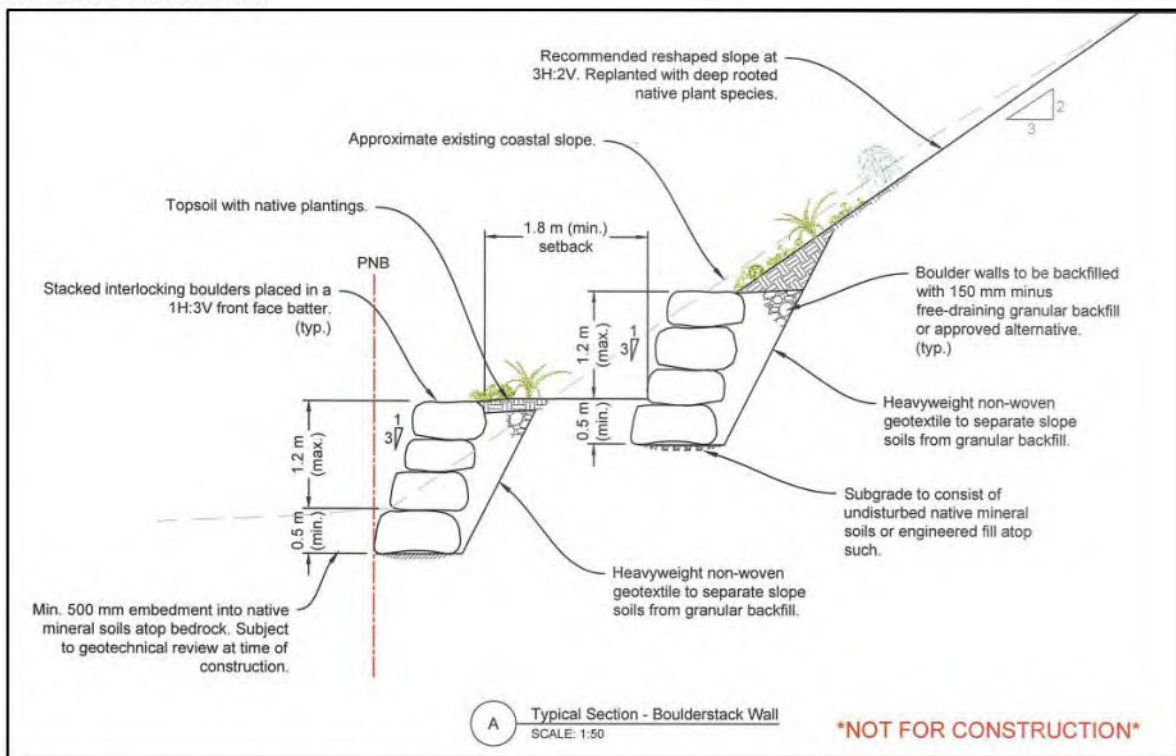 Recommended reshaped slope at
3H:2V. Replanted with deep rooted
native plant species.
2
3
Approximate existing coastal slope.
Topsoil with native plantings.
1.8 m (min.)
setback
PNB
Stacked interlocking boulders placed in a
1H:3V front face batter.
(typ.)
Boulder walls to be backfilled
with 150 mm minus
free-draining granular backfill
or approved alternative.
(typ.)
1.2 m
(max.)
1
3
0.5 m
(min.)
1.2 m
(max.)
1
3
0.5 m
(min.)
Heavyweight non-woven
geotextile to separate slope
soils from granular backfill.
Subgrade to consist of
undisturbed native mineral
soils or engineered fill atop
such.
Heavyweight non-woven
geotextile to separate slope
soils from granular backfill.
Min. 500 mm embedment into native
mineral soils atop bedrock. Subject
to geotechnical review at time of
construction.
A
Typical Section - Boulderstack Wall
SCALE: 1:50
*NOT FOR CONSTRUCTION*